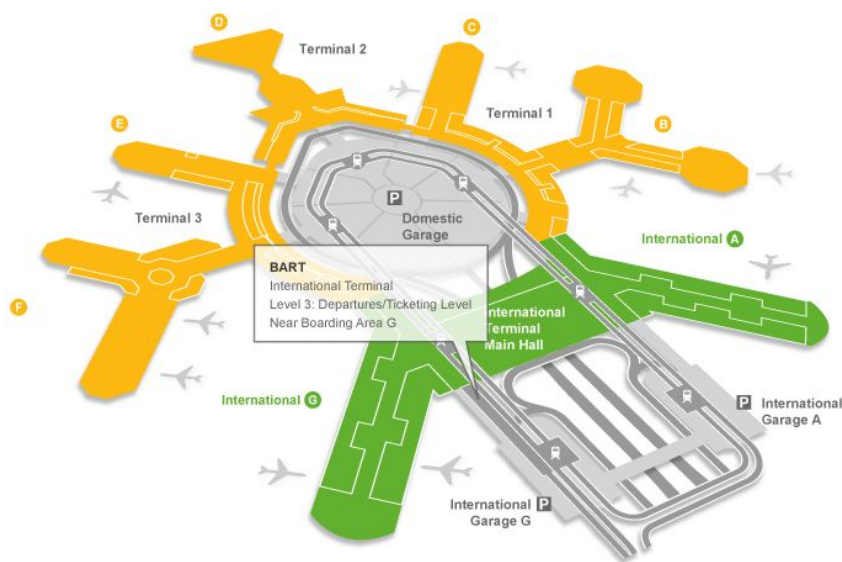 D
Terminal 2
C
Terminal 1
E
B
P
Domestic
Garage
Terminal 3
International A
BART
International Terminal
Level 3: Departures/Ticketing Level
Near Boarding Area G
F
International
Terminal
Main Hall
International G
P International
Garage A
International P
Garage G